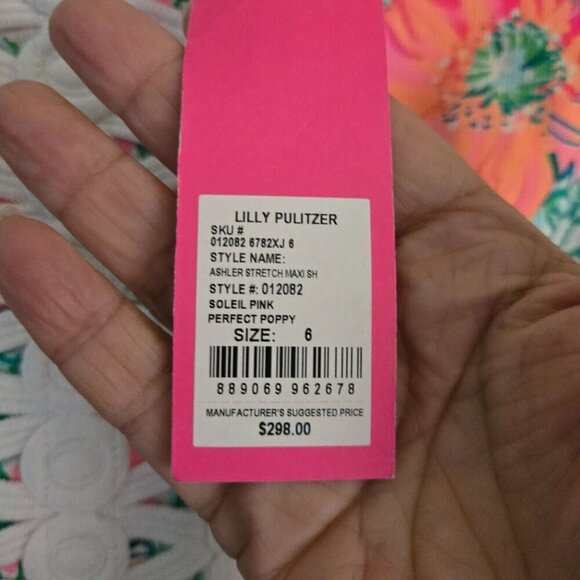 LILLY PULITZER
SKU #
012082 6782XJ 6
STYLE NAME:
ASHLER STRETCH MAXI SH
STYLE #: 012082
SOLEIL PINK
PERFECT POPPY
SIZE: 6
889069 962678
MANUFACTURER'S SUGGESTED PRICE
$298.00